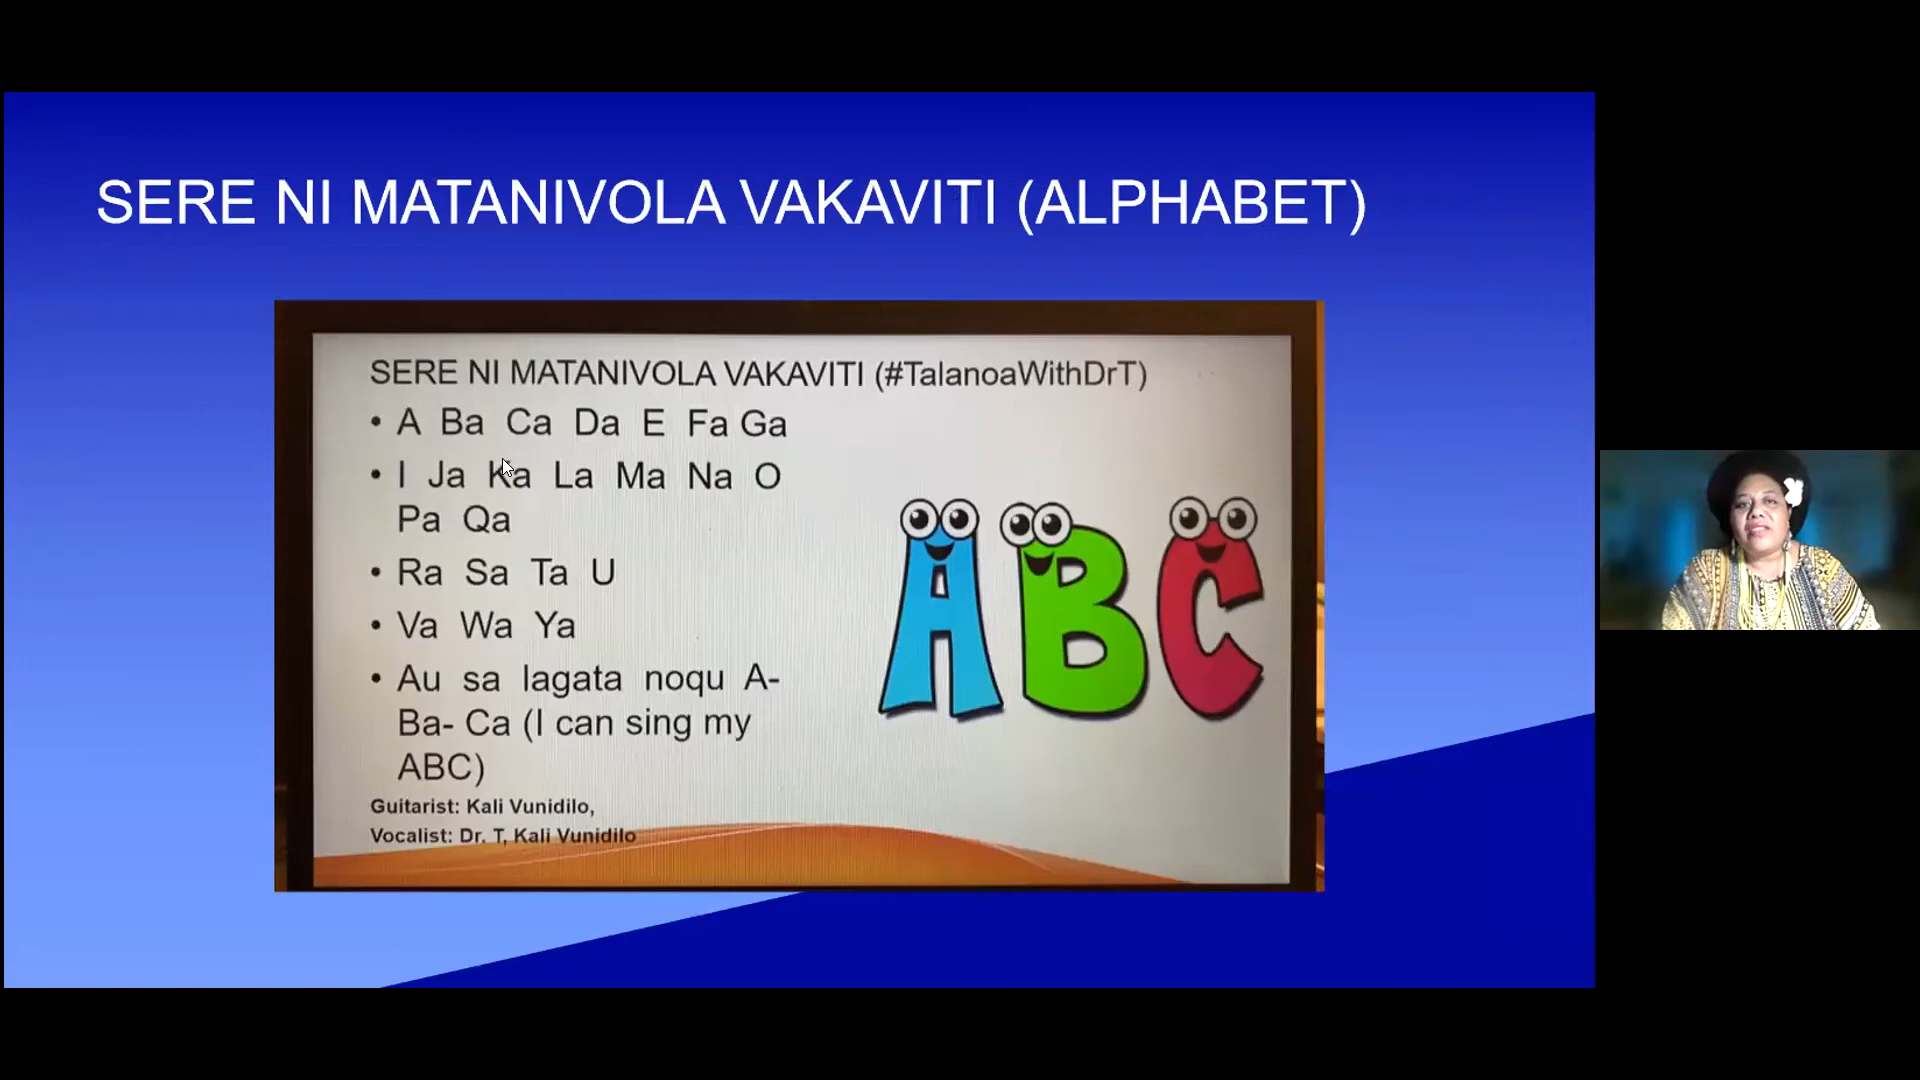 SERE NI MATANIVOLA VAKAVITI (ALPHABET)
SERE NI MATANIVOLA VAKAVITI (#TalanoaWithDrT)
• A Ba Ca Da E Fa Ga
• I Ja Ka La Ma Na O
Pa Qa
• Ra Sa Ta U
• Va Wa Ya
• Au sa lagata noqu A-
Ba- Ca (I can sing my
ABC)
Guitarist: Kali Vunidilo,
Vocalist: Dr. T, Kali Vunidilo
A B C